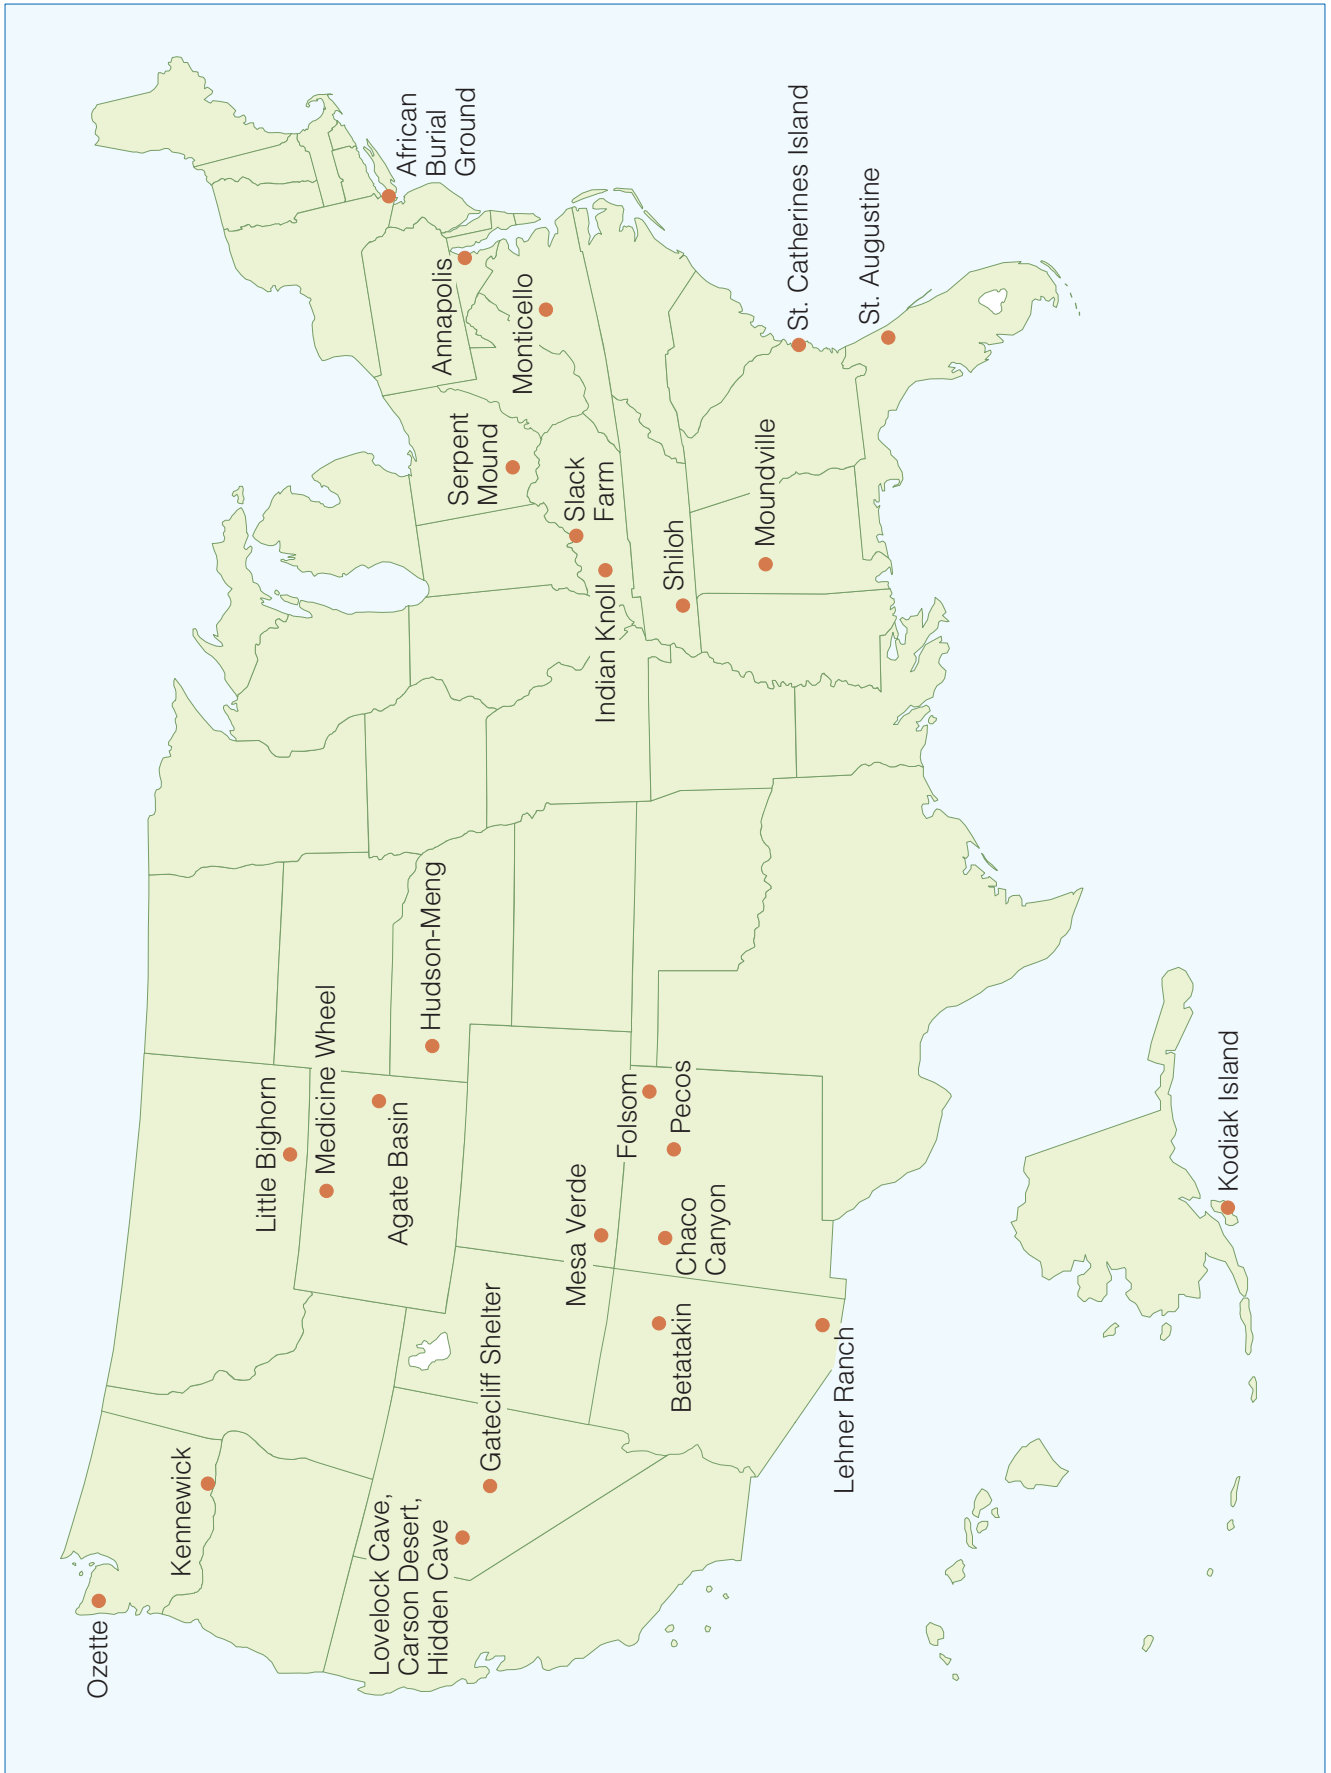 Ozette
Kennewick
Lovelock Cave,
Carson Desert,
Hidden Cave
Gatecliff Shelter
Little Bighorn
Medicine Wheel
Agate Basin
Hudson-Meng
Mesa Verde
Folsom
Pecos
Chaco
Canyon
Betatakin
Lehner Ranch
Serpent
Mound
Slack
Farm
Indian Knoll
Shiloh
Moundville
Annapolis
Monticello
African
Burial
Ground
St. Catherines Island
St. Augustine
Kodiak Island